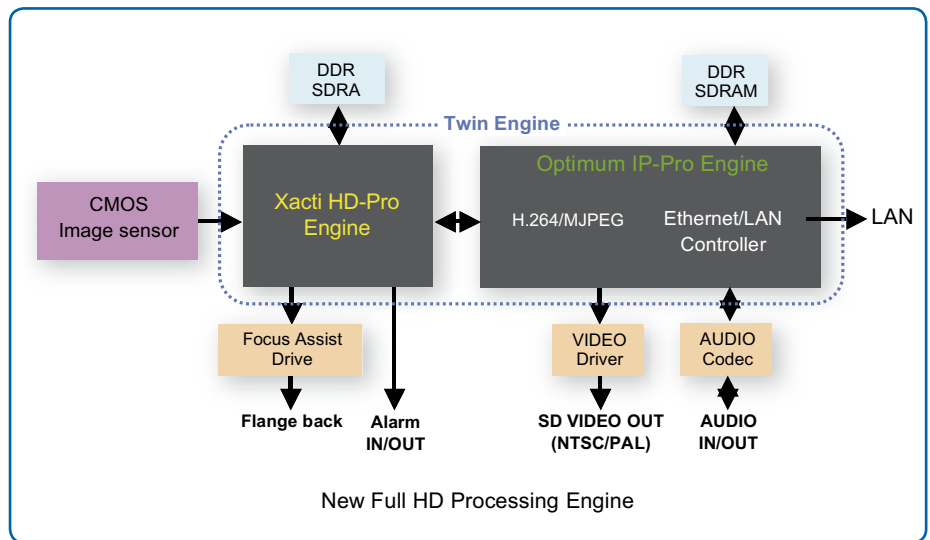 DDR
SDRA
DDR
SDRAM
Twin Engine
CMOS
Image sensor
Xacti HD-Pro
Engine
Optimum IP-Pro Engine
H.264/MJPEG
Ethernet/LAN
Controller
LAN
Focus Assist
Drive
VIDEO
Driver
AUDIO
Codec
Flange back
Alarm
IN/OUT
SD VIDEO OUT
(NTSC/PAL)
AUDIO
IN/OUT
New Full HD Processing Engine